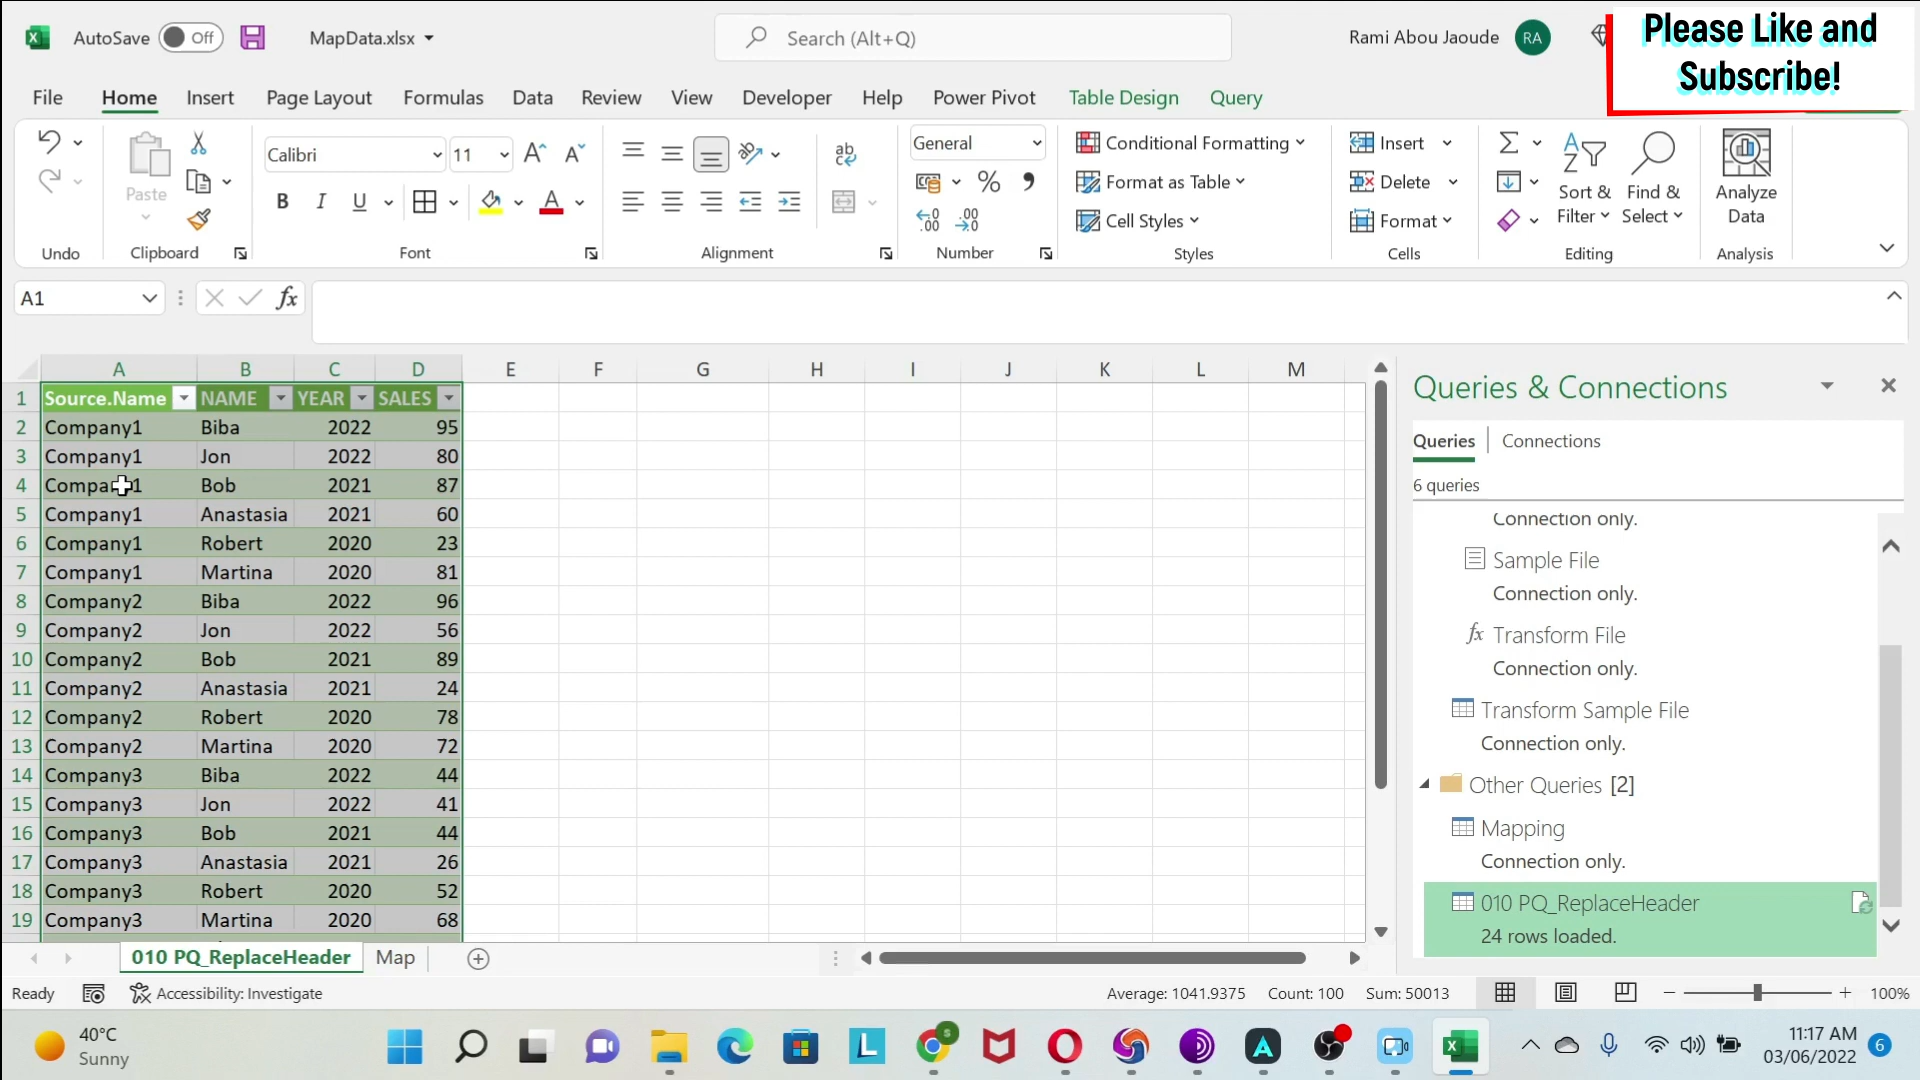 AutoSave Off MapData.xlsx Search (Alt+Q) Rami Abou Jaoude RA
Please Like and
Subscribe!
File Home Insert Page Layout Formulas Data Review View Developer Help Power Pivot Table Design Query
Paste
Calibri 11
B I U
General
Conditional Formatting
Format as Table
Cell Styles
Insert
Delete
Format
Sort &
Filter
Find &
Select
Analyze
Data
Undo Clipboard Font Alignment Number Styles Cells Editing Analysis
A1 fx
A B C D E F G H I J K L M
1 Source.Name NAME YEAR SALES
2 Company1 Biba 2022 95
3 Company1 Jon 2022 80
4 Company1 Bob 2021 87
5 Company1 Anastasia 2021 60
6 Company1 Robert 2020 23
7 Company1 Martina 2020 81
8 Company2 Biba 2022 96
9 Company2 Jon 2022 56
10 Company2 Bob 2021 89
11 Company2 Anastasia 2021 24
12 Company2 Robert 2020 78
13 Company2 Martina 2020 72
14 Company3 Biba 2022 44
15 Company3 Jon 2022 41
16 Company3 Bob 2021 44
17 Company3 Anastasia 2021 26
18 Company3 Robert 2020 52
19 Company3 Martina 2020 68
Queries & Connections
Queries Connections
6 queries
Connection only.
Sample File
Connection only.
fx Transform File
Connection only.
Transform Sample File
Connection only.
Other Queries [2]
Mapping
Connection only.
010 PQ_ReplaceHeader
24 rows loaded.
010 PQ_ReplaceHeader Map
Ready Accessibility: Investigate Average: 1041.9375 Count: 100 Sum: 50013 100%
40°C
Sunny
11:17 AM
03/06/2022
6